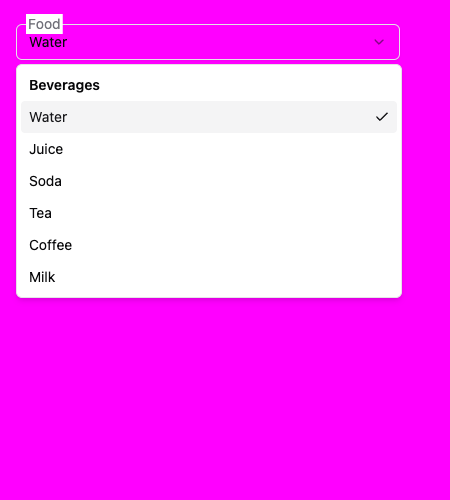 Food
Water
Beverages
Water
Juice
Soda
Tea
Coffee
Milk